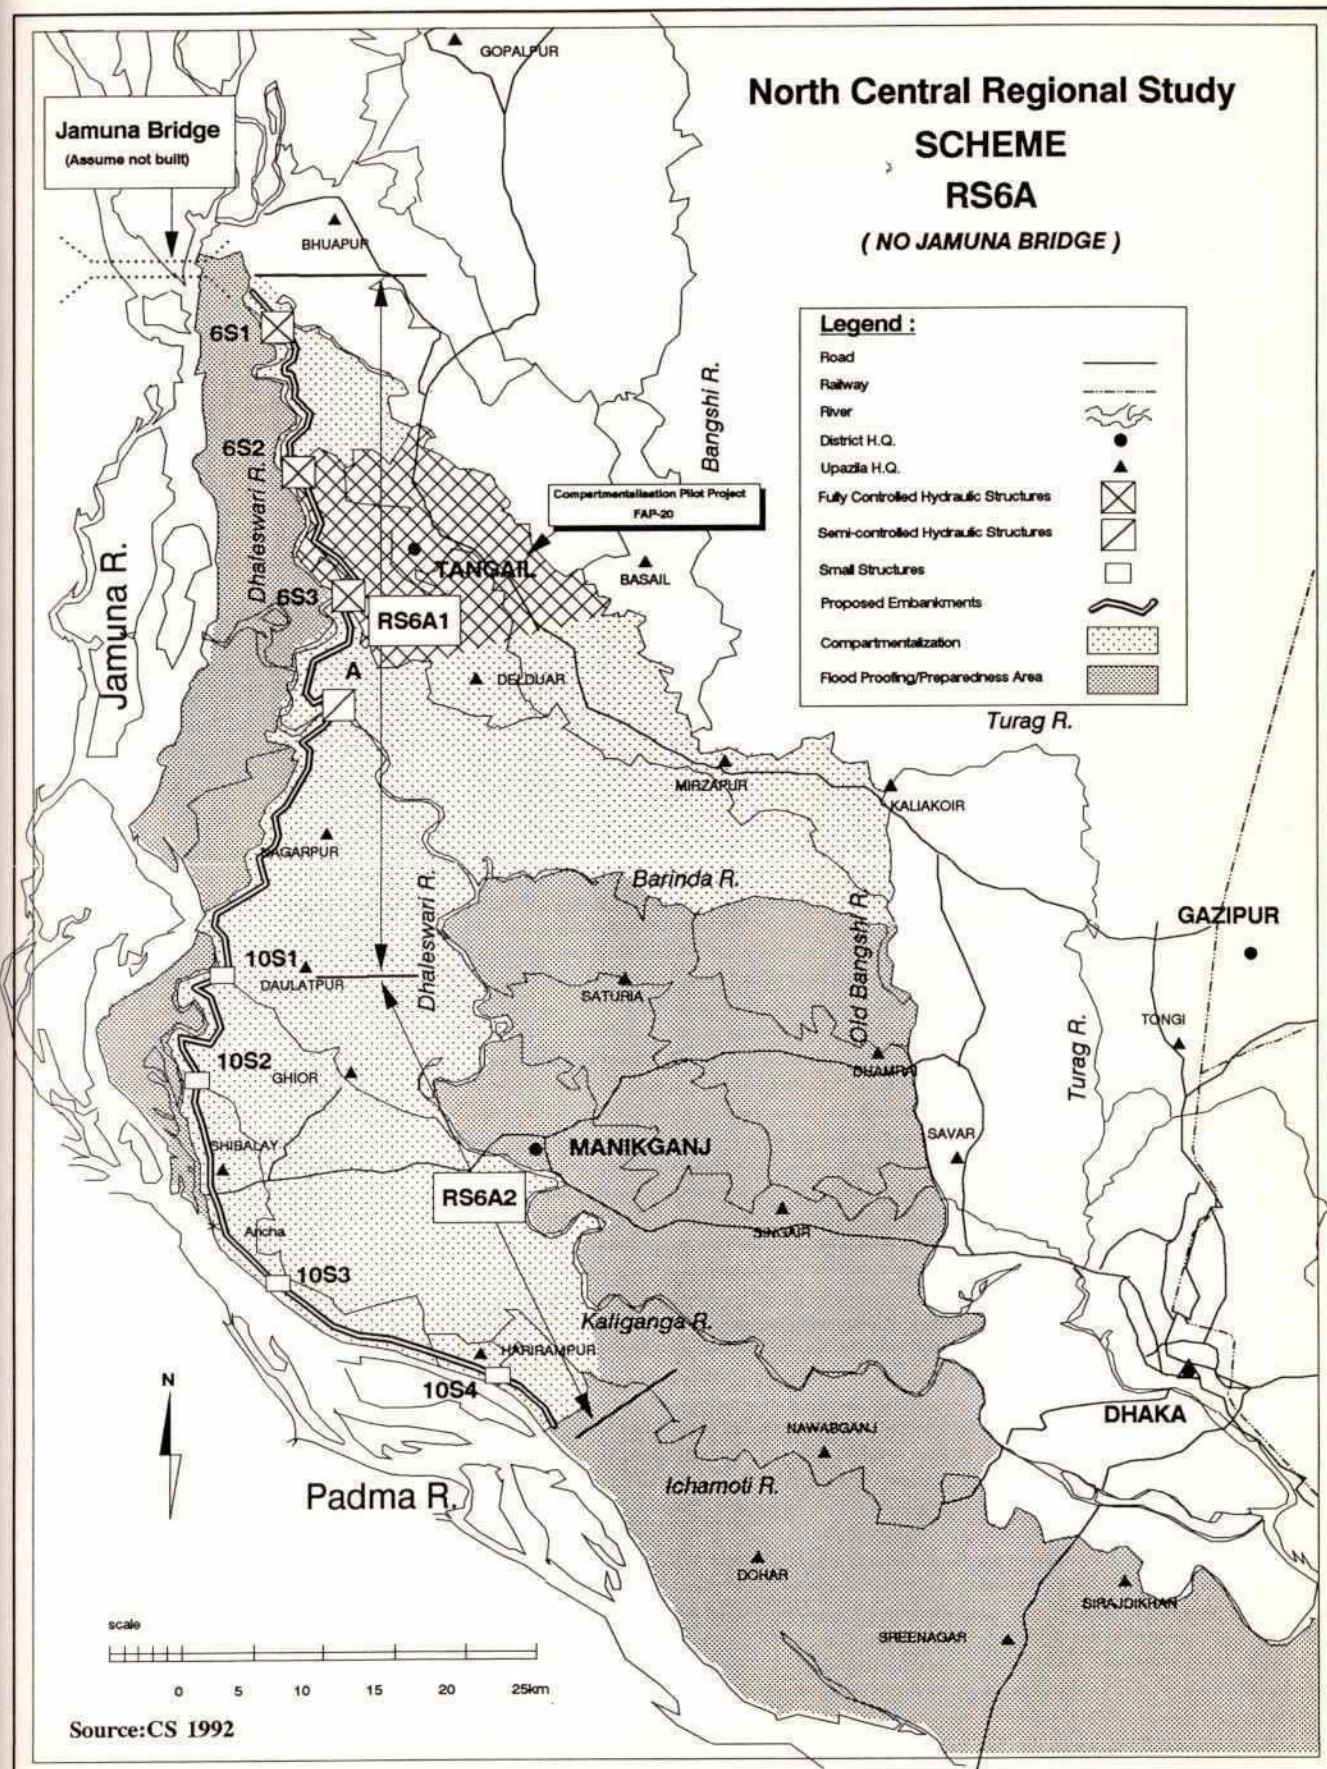 North Central Regional Study
SCHEME
RS6A
( NO JAMUNA BRIDGE )
Jamuna Bridge
(Assume not built)
GOPALPUR
BHUAPUR
Legend :
Road
Railway
River
District H.Q.
Upazila H.Q.
Fully Controlled Hydraulic Structures
Semi-controlled Hydraulic Structures
Small Structures
Proposed Embankments
Compartmentalization
Flood Proofing/Preparedness Area
6S1
6S2
6S3
A
Dhaleswari R.
Jamuna R.
Bangshi R.
Compartmentalisation Pilot Project
FAP-20
TANGAIL
BASAIL
RS6A1
DELDUAR
Turag R.
MIRZAPUR
KALIAKOIR
NAGARPUR
Barinda R.
Dhaleswari R.
Old Bangshi R.
GAZIPUR
10S1
DAULATPUR
SATURIA
TONGI
10S2
GHIOR
DHAMRAI
Turag R.
SHIBALAY
MANIKGANJ
SAVAR
RS6A2
SINGAIR
Aricha
10S3
Kaliganga R.
HARIRAMPUR
10S4
N
DHAKA
NAWABGANJ
Padma R.
Ichamoti R.
DOHAR
SIRAJDIKHAN
SREENAGAR
scale
0 5 10 15 20 25km
Source:CS 1992